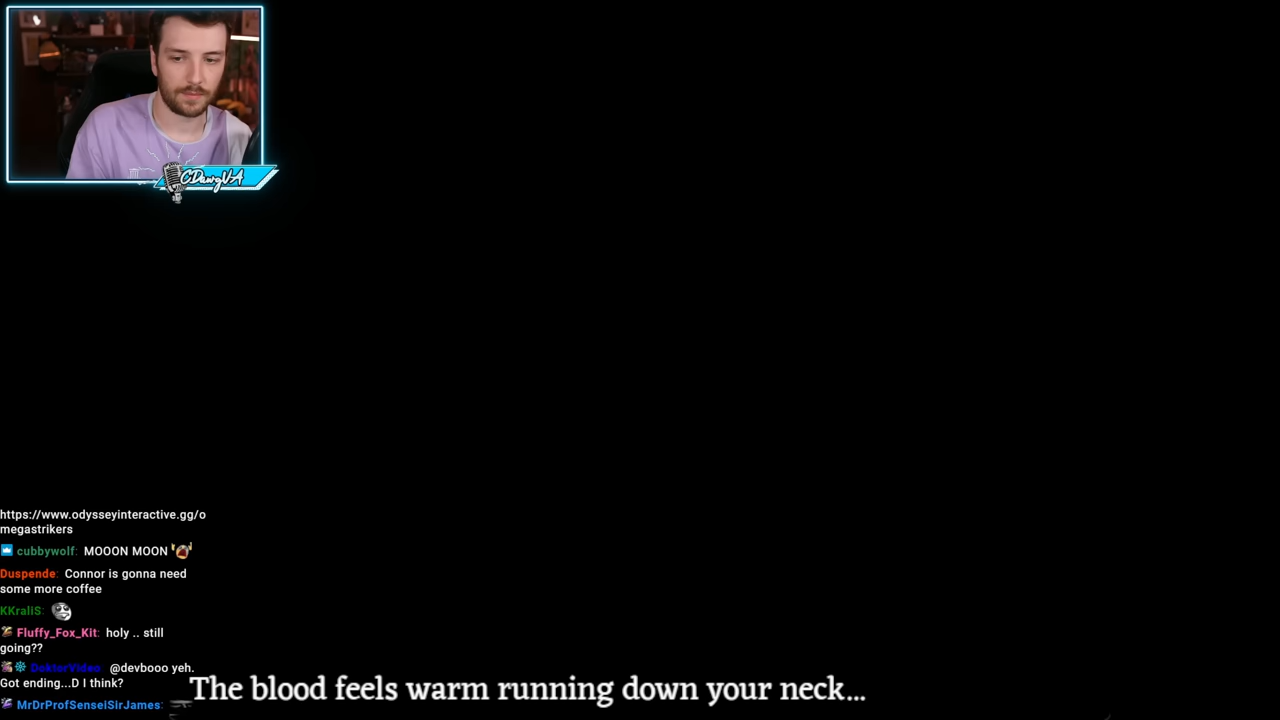 CDawgVA
https://www.odysseyinteractive.gg/o
megastrikers
cubbywolf: MOOON MOON
Duspende: Connor is gonna need
some more coffee
KKraliS:
Fluffy_Fox_Kit: holy .. still
going??
DoktorVideo: @devbooo yeh.
Got ending...D I think?
MrDrProfSenseiSirJames:
The blood feels warm running down your neck...